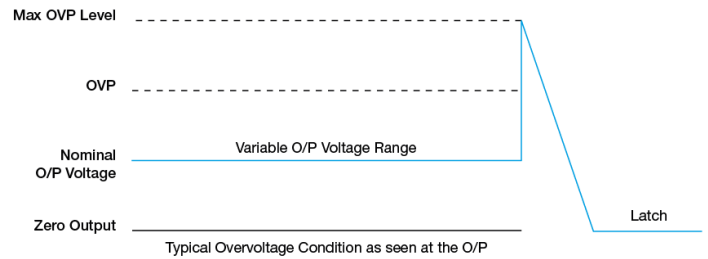 Max OVP Level
OVP
Variable O/P Voltage Range
Nominal
O/P Voltage
Latch
Zero Output
Typical Overvoltage Condition as seen at the O/P